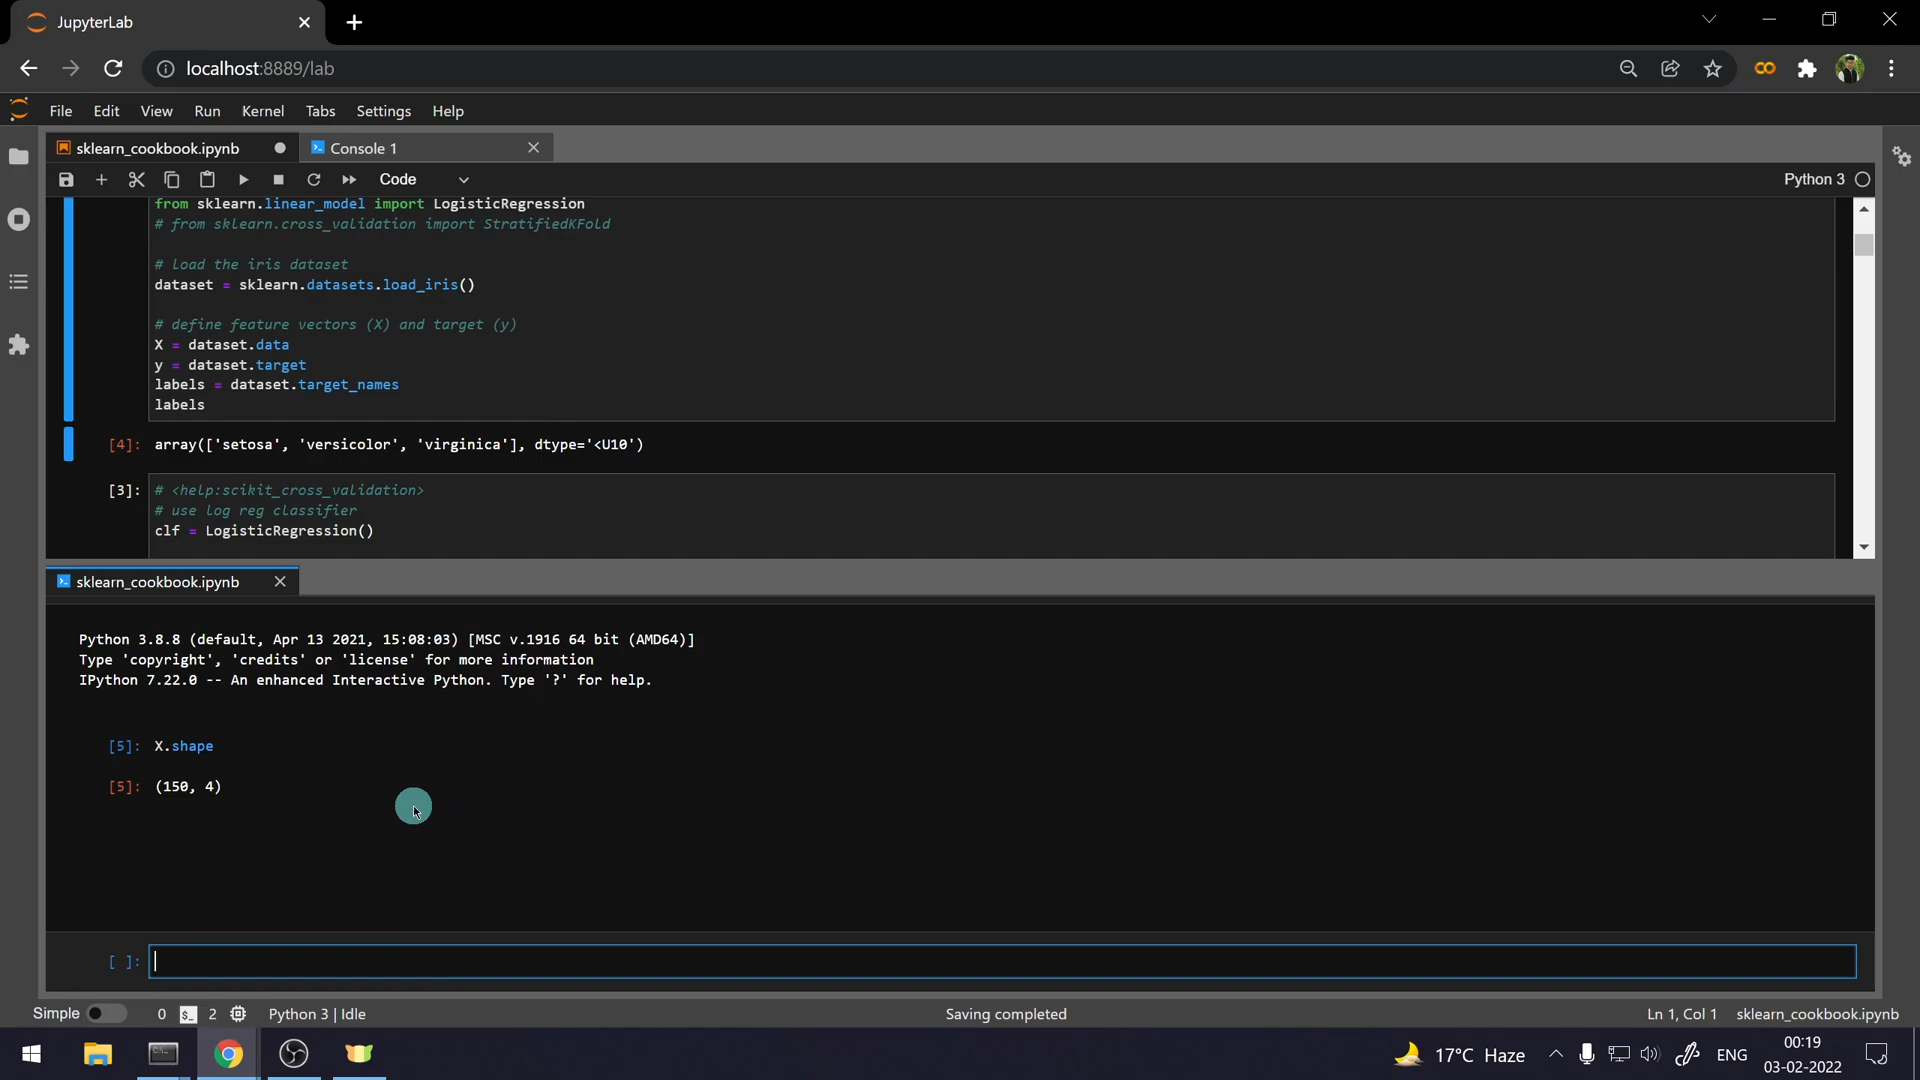 JupyterLab
localhost:8889/lab
File Edit View Run Kernel Tabs Settings Help
sklearn_cookbook.ipynb Console 1
Code Python 3
from sklearn.linear_model import LogisticRegression
# from sklearn.cross_validation import StratifiedKFold
# load the iris dataset
dataset = sklearn.datasets.load_iris()
# define feature vectors (X) and target (y)
X = dataset.data
y = dataset.target
labels = dataset.target_names
labels
[4]: array(['setosa', 'versicolor', 'virginica'], dtype='<U10')
[3]: # <help:scikit_cross_validation>
# use log reg classifier
clf = LogisticRegression()
sklearn_cookbook.ipynb
Python 3.8.8 (default, Apr 13 2021, 15:08:03) [MSC v.1916 64 bit (AMD64)]
Type 'copyright', 'credits' or 'license' for more information
IPython 7.22.0 -- An enhanced Interactive Python. Type '?' for help.
[5]: X.shape
[5]: (150, 4)
[ ]:
Simple 0 $_ 2 Python 3 | Idle Saving completed Ln 1, Col 1 sklearn_cookbook.ipynb
17°C Haze ENG 00:19
03-02-2022